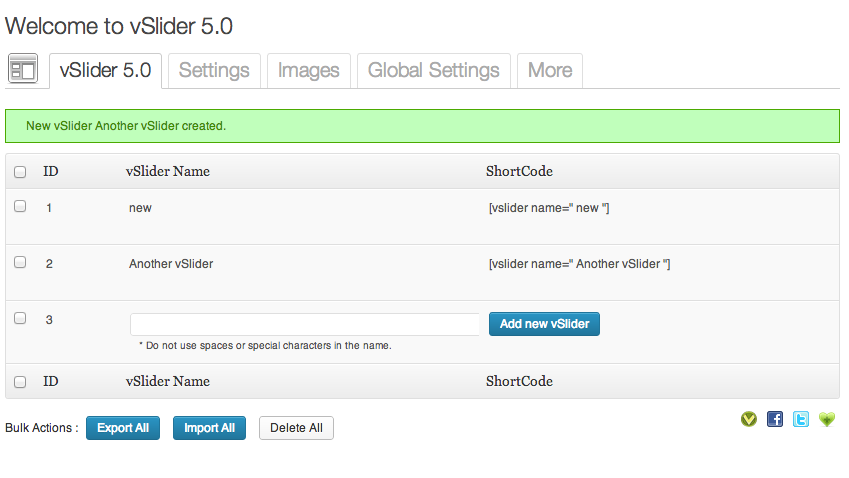 Welcome to vSlider 5.0
vSlider 5.0 Settings Images Global Settings More
New vSlider Another vSlider created.
ID vSlider Name ShortCode
1 new [vslider name=" new "]
2 Another vSlider [vslider name=" Another vSlider "]
3 Add new vSlider
* Do not use spaces or special characters in the name.
ID vSlider Name ShortCode
Bulk Actions : Export All Import All Delete All